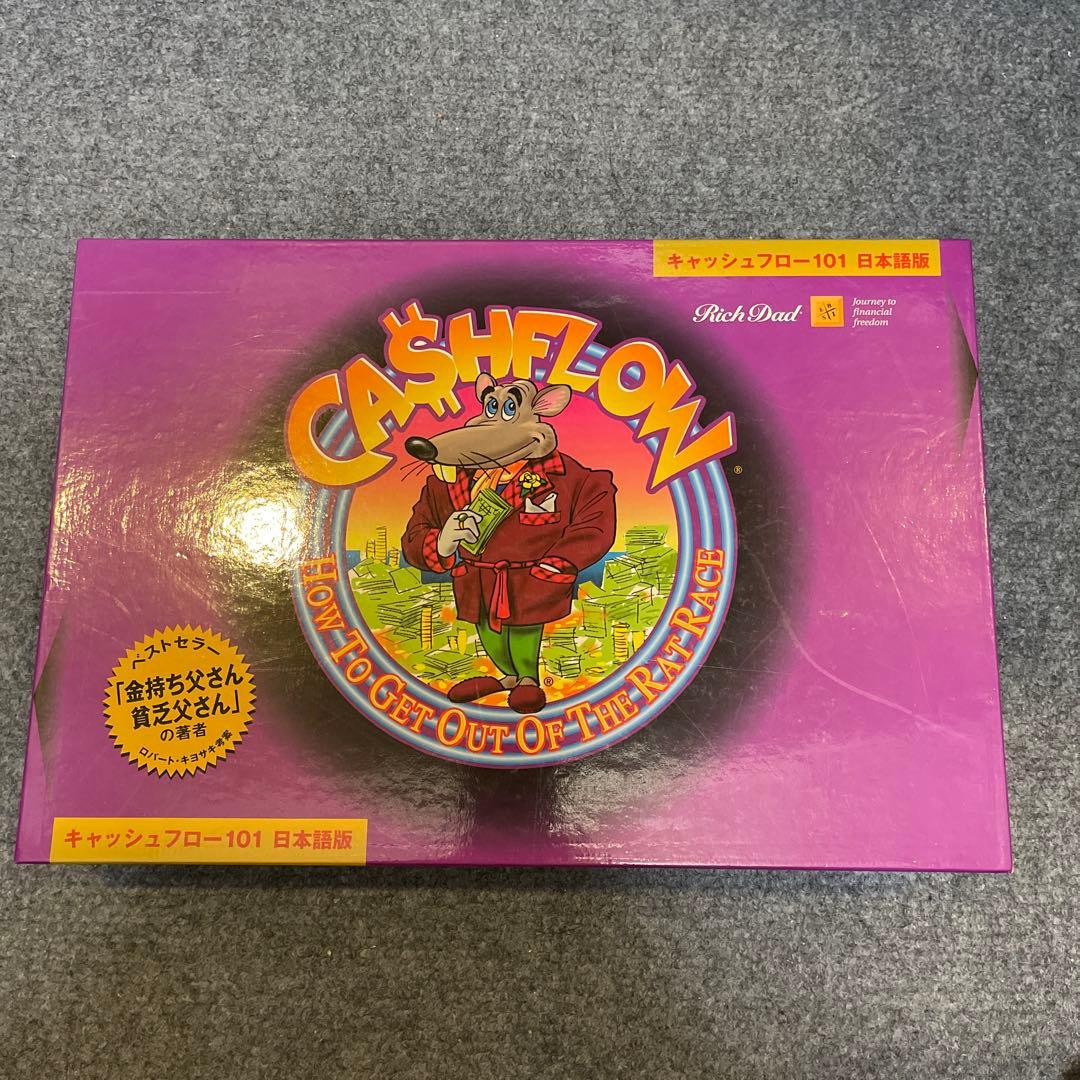 キャッシュフロー101 日本語版
Rich Dad
E B
S I
Journey to
financial
freedom
CA$HFLOW
®
HOW TO GET OUT OF THE RAT RACE
®
ベストセラー
「金持ち父さん
貧乏父さん」
の著者
ロバート・キヨサキ考案
キャッシュフロー101 日本語版